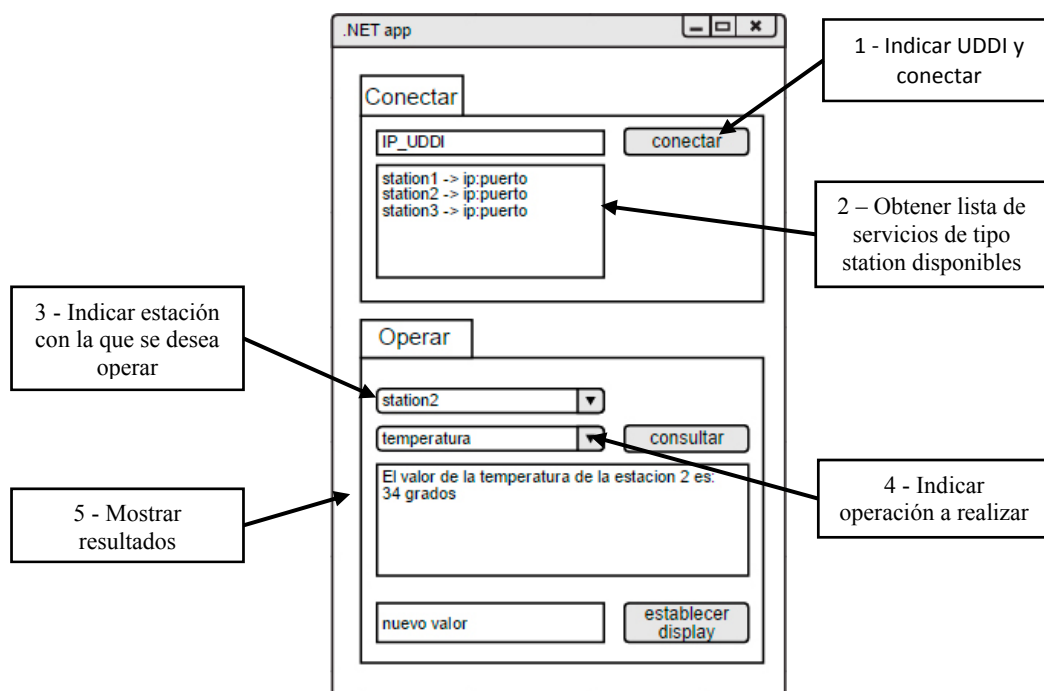 .NET app
1 - Indicar UDDI y
conectar
Conectar
IP_UDDI
conectar
station1 -> ip:puerto
station2 -> ip:puerto
station3 -> ip:puerto
2 – Obtener lista de
servicios de tipo
station disponibles
3 - Indicar estación
con la que se desea
operar
Operar
station2
temperatura
consultar
El valor de la temperatura de la estacion 2 es:
34 grados
4 - Indicar
operación a realizar
5 - Mostrar
resultados
nuevo valor
establecer
display